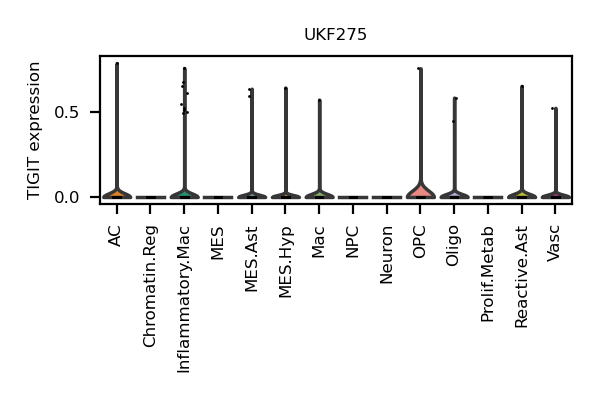 UKF275
TIGIT expression
0.5
0.0
AC
Chromatin.Reg
Inflammatory.Mac
MES
MES.Ast
MES.Hyp
Mac
NPC
Neuron
OPC
Oligo
Prolif.Metab
Reactive.Ast
Vasc